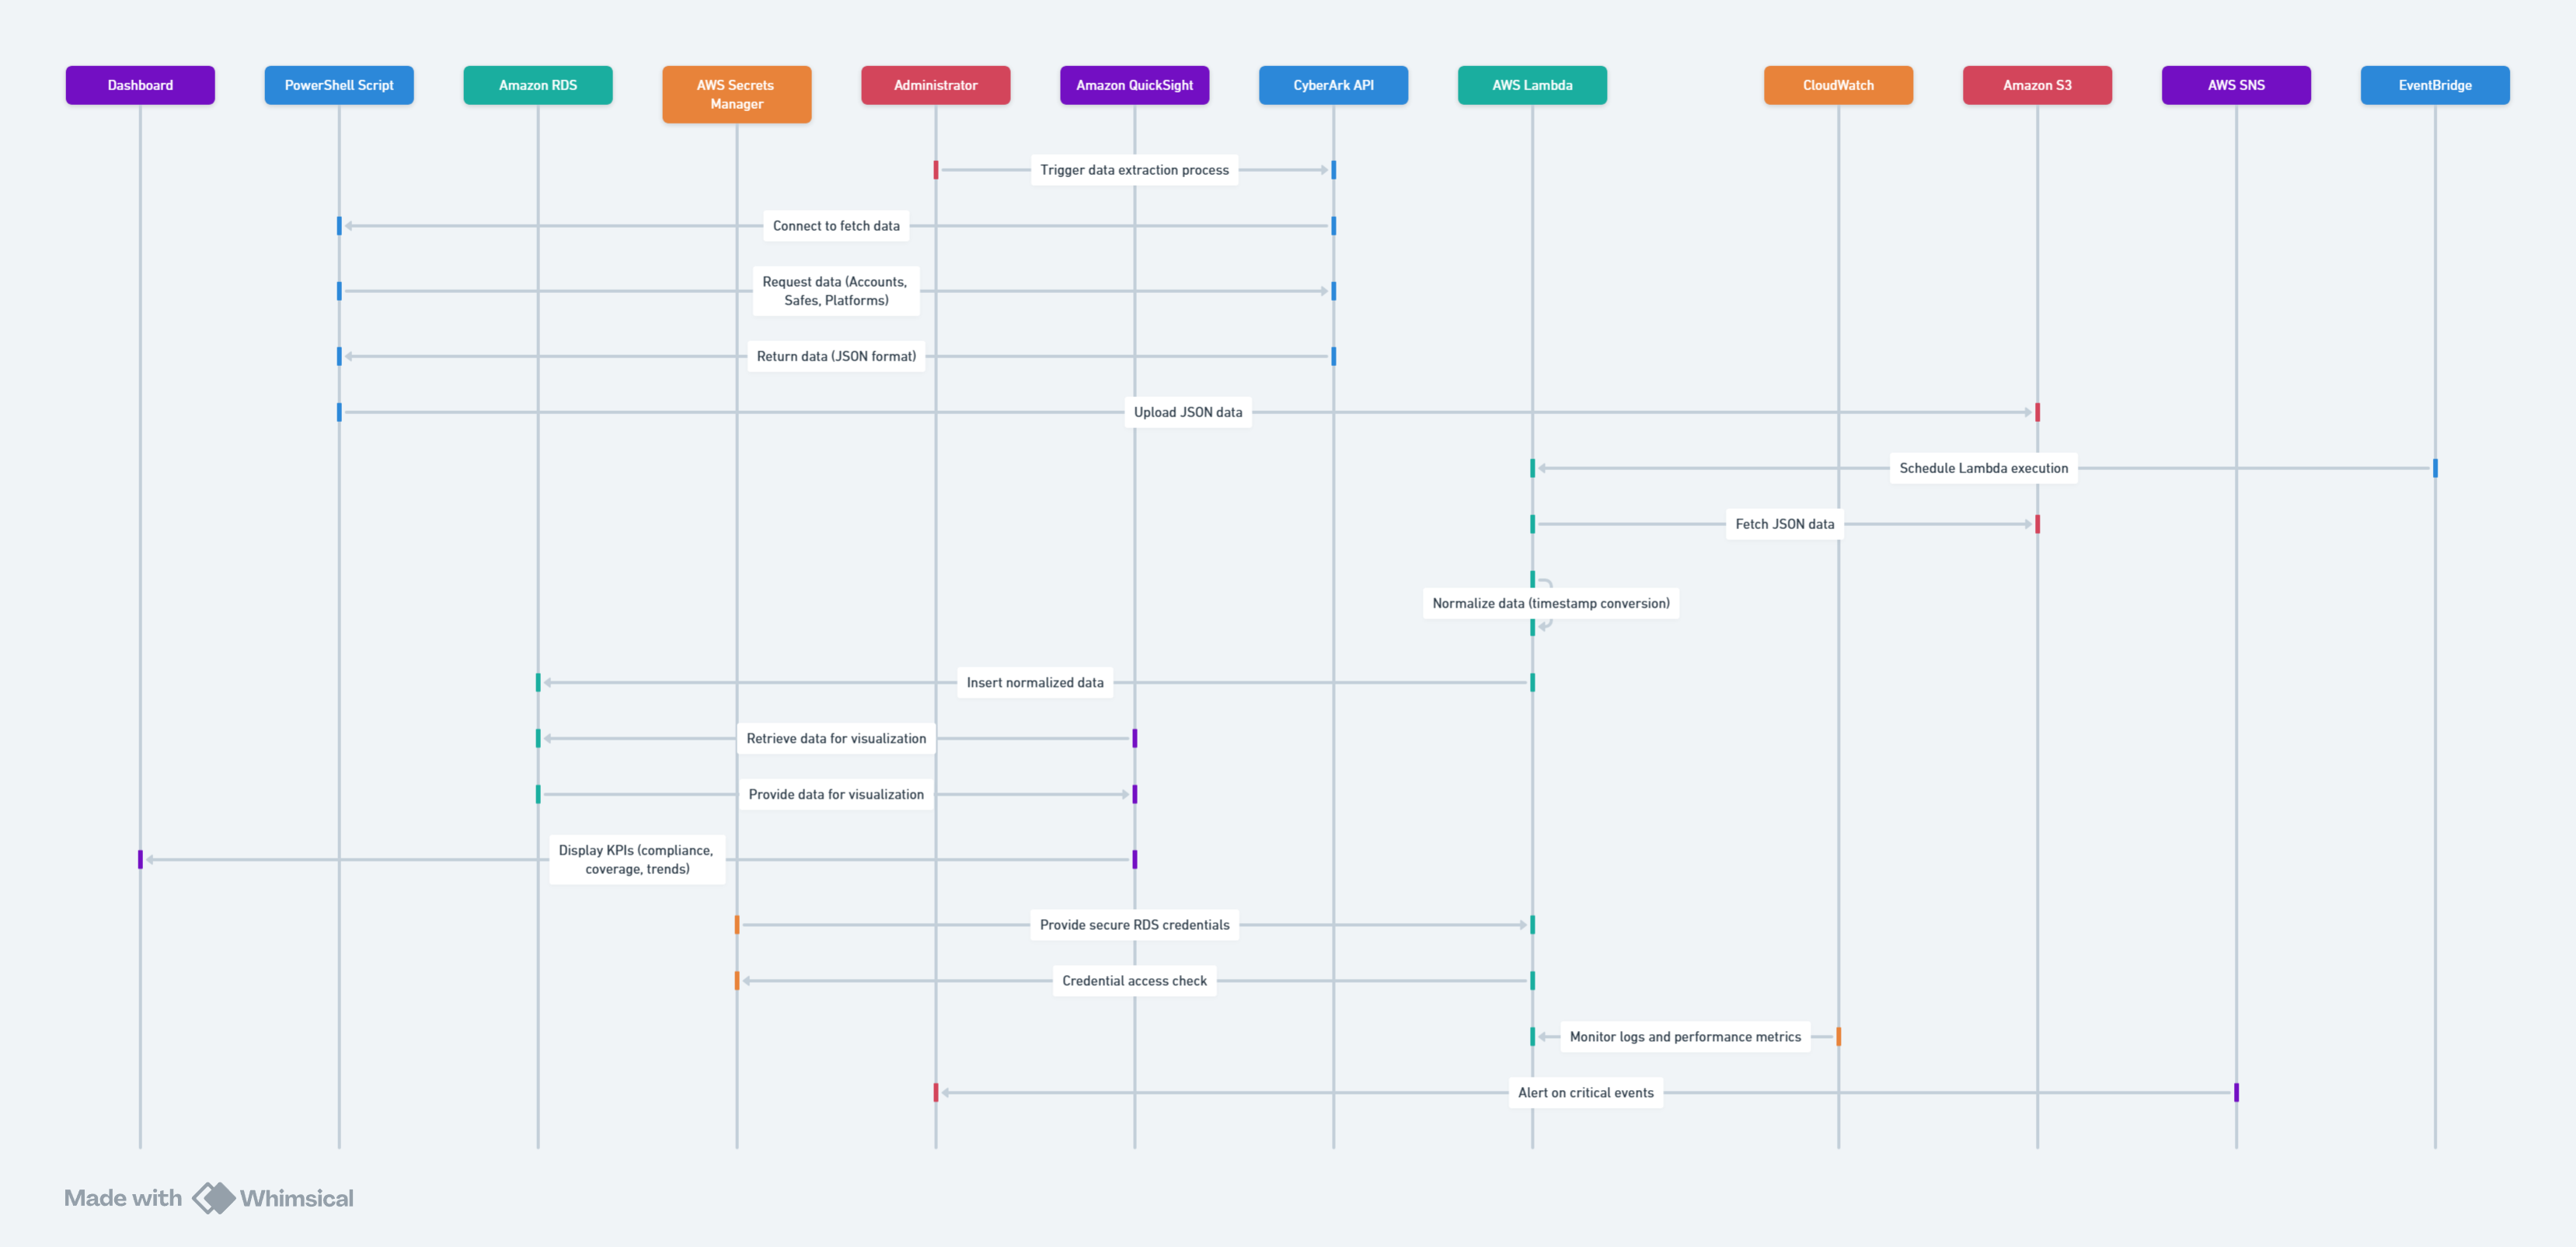 Dashboard
PowerShell Script
Amazon RDS
AWS Secrets
Manager
Administrator
Amazon QuickSight
CyberArk API
AWS Lambda
CloudWatch
Amazon S3
AWS SNS
EventBridge
Trigger data extraction process
Connect to fetch data
Request data (Accounts,
Safes, Platforms)
Return data (JSON format)
Upload JSON data
Schedule Lambda execution
Fetch JSON data
Normalize data (timestamp conversion)
Insert normalized data
Retrieve data for visualization
Provide data for visualization
Display KPIs (compliance,
coverage, trends)
Provide secure RDS credentials
Credential access check
Monitor logs and performance metrics
Alert on critical events
Made with Whimsical